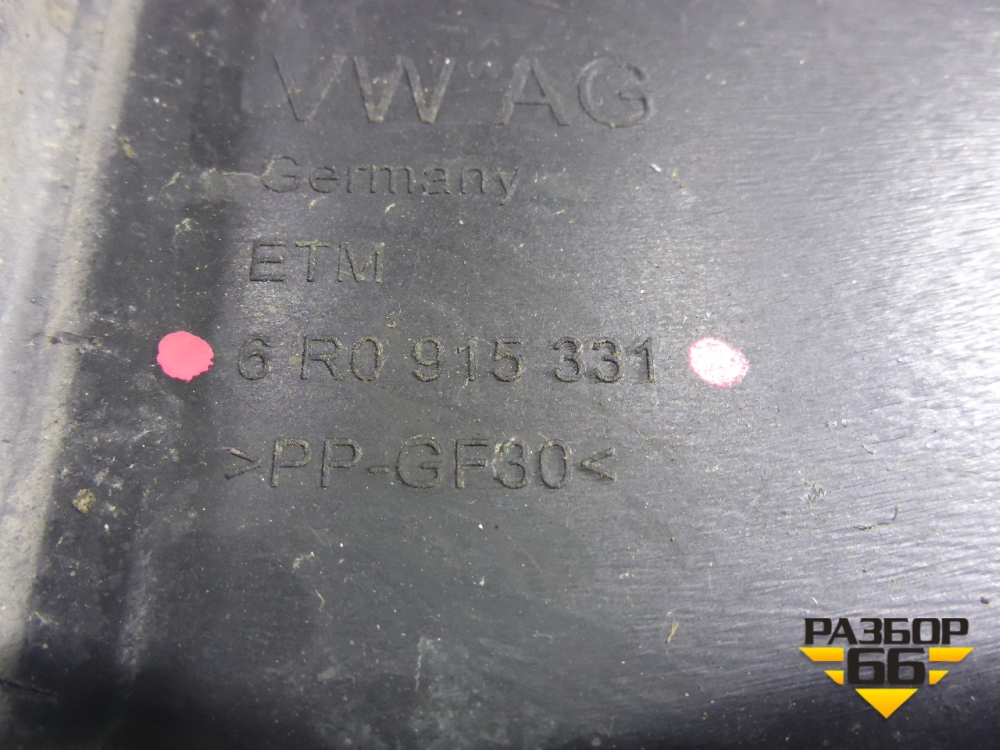 VW AG
Germany
ETM
6 R0 915 331
>PP-GF30<
РАЗБОР
66